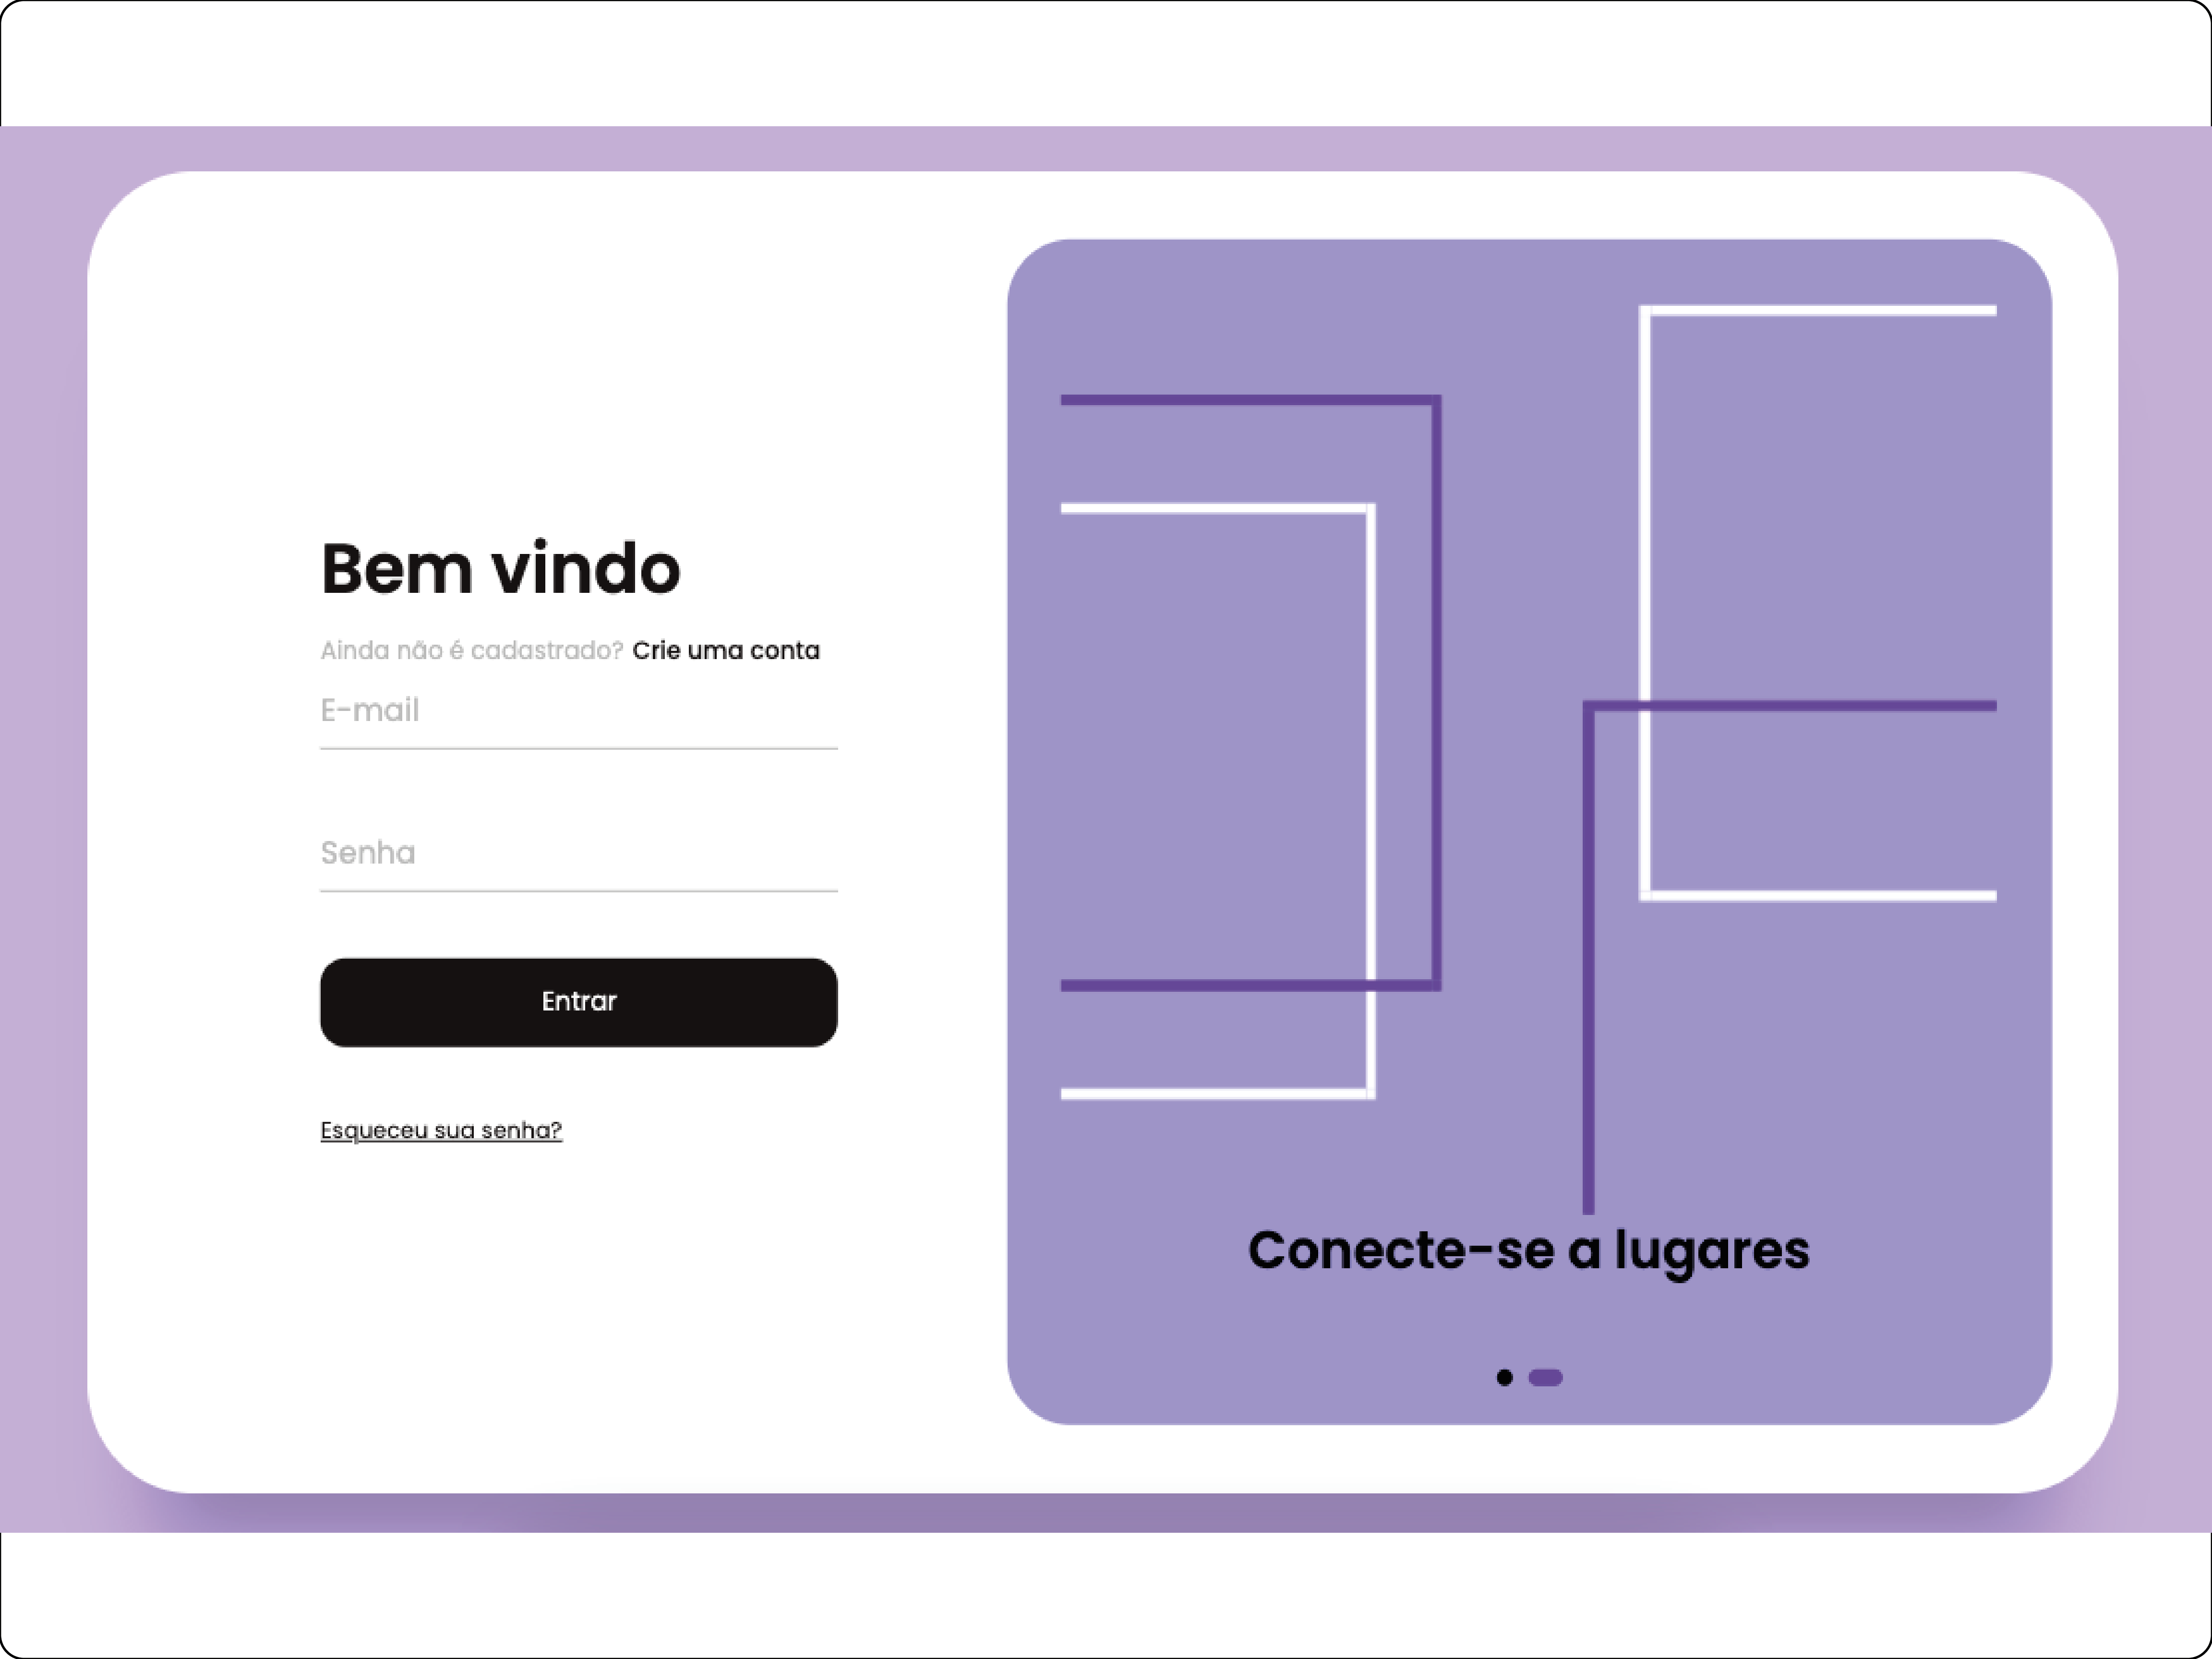 Bem vindo
Ainda não é cadastrado? Crie uma conta
E-mail
Senha
Entrar
Esqueceu sua senha?
Conecte-se a lugares